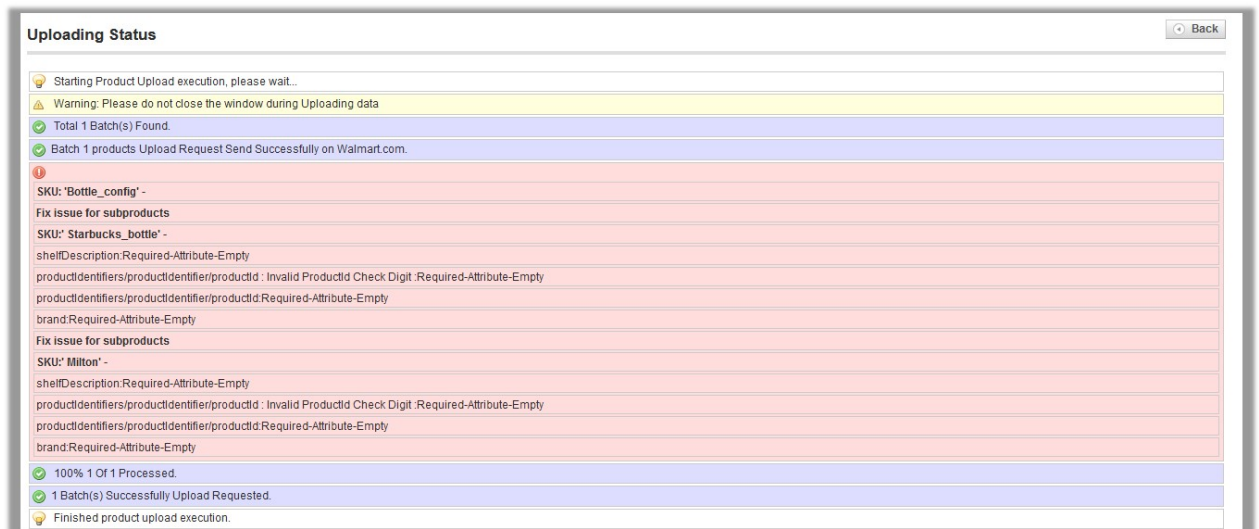 Uploading Status
Back
Starting Product Upload execution, please wait...
Warning: Please do not close the window during Uploading data
Total 1 Batch(s) Found.
Batch 1 products Upload Request Send Successfully on Walmart.com.
SKU: 'Bottle_config' -
Fix issue for subproducts
SKU:' Starbucks_bottle' -
shelfDescription:Required-Attribute-Empty
productIdentifiers/productIdentifier/productId : Invalid ProductId Check Digit :Required-Attribute-Empty
productIdentifiers/productIdentifier/productId:Required-Attribute-Empty
brand:Required-Attribute-Empty
Fix issue for subproducts
SKU:' Milton' -
shelfDescription:Required-Attribute-Empty
productIdentifiers/productIdentifier/productId : Invalid ProductId Check Digit :Required-Attribute-Empty
productIdentifiers/productIdentifier/productId:Required-Attribute-Empty
brand:Required-Attribute-Empty
100% 1 Of 1 Processed.
1 Batch(s) Successfully Upload Requested.
Finished product upload execution.